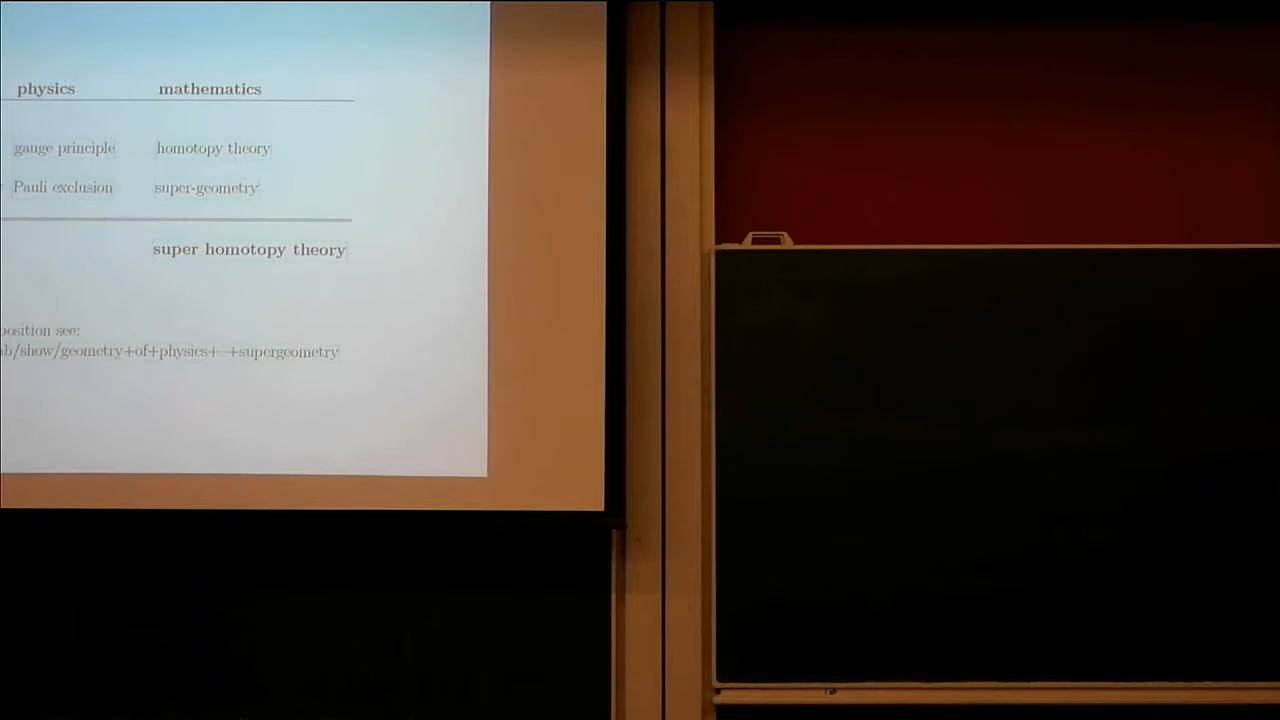 physics mathematics
gauge principle homotopy theory
Pauli exclusion super-geometry
super homotopy theory
see:
/show/geometry+of+physics+--+supergeometry